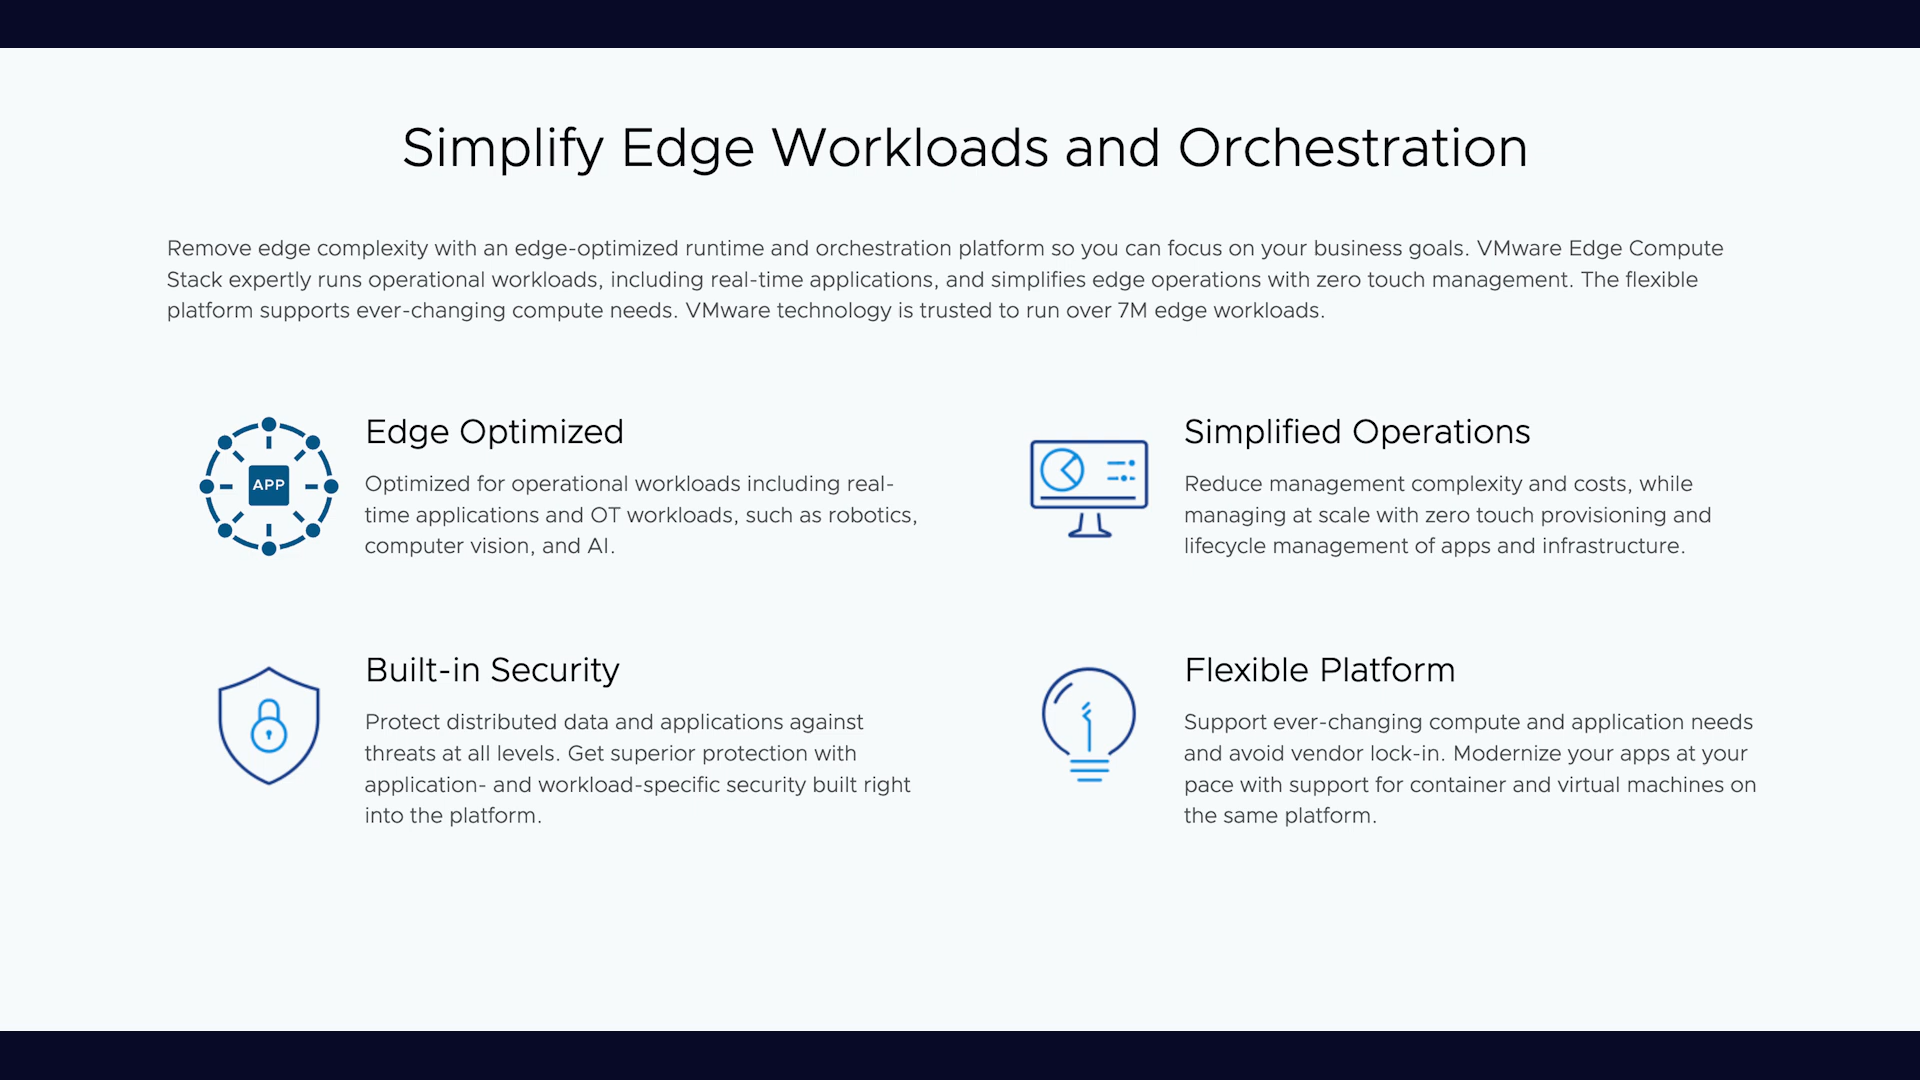 Simplify Edge Workloads and Orchestration
Remove edge complexity with an edge-optimized runtime and orchestration platform so you can focus on your business goals. VMware Edge Compute
Stack expertly runs operational workloads, including real-time applications, and simplifies edge operations with zero touch management. The flexible
platform supports ever-changing compute needs. VMware technology is trusted to run over 7M edge workloads.
APP
Edge Optimized
Optimized for operational workloads including real-
time applications and OT workloads, such as robotics,
computer vision, and AI.
Simplified Operations
Reduce management complexity and costs, while
managing at scale with zero touch provisioning and
lifecycle management of apps and infrastructure.
Built-in Security
Protect distributed data and applications against
threats at all levels. Get superior protection with
application- and workload-specific security built right
into the platform.
Flexible Platform
Support ever-changing compute and application needs
and avoid vendor lock-in. Modernize your apps at your
pace with support for container and virtual machines on
the same platform.